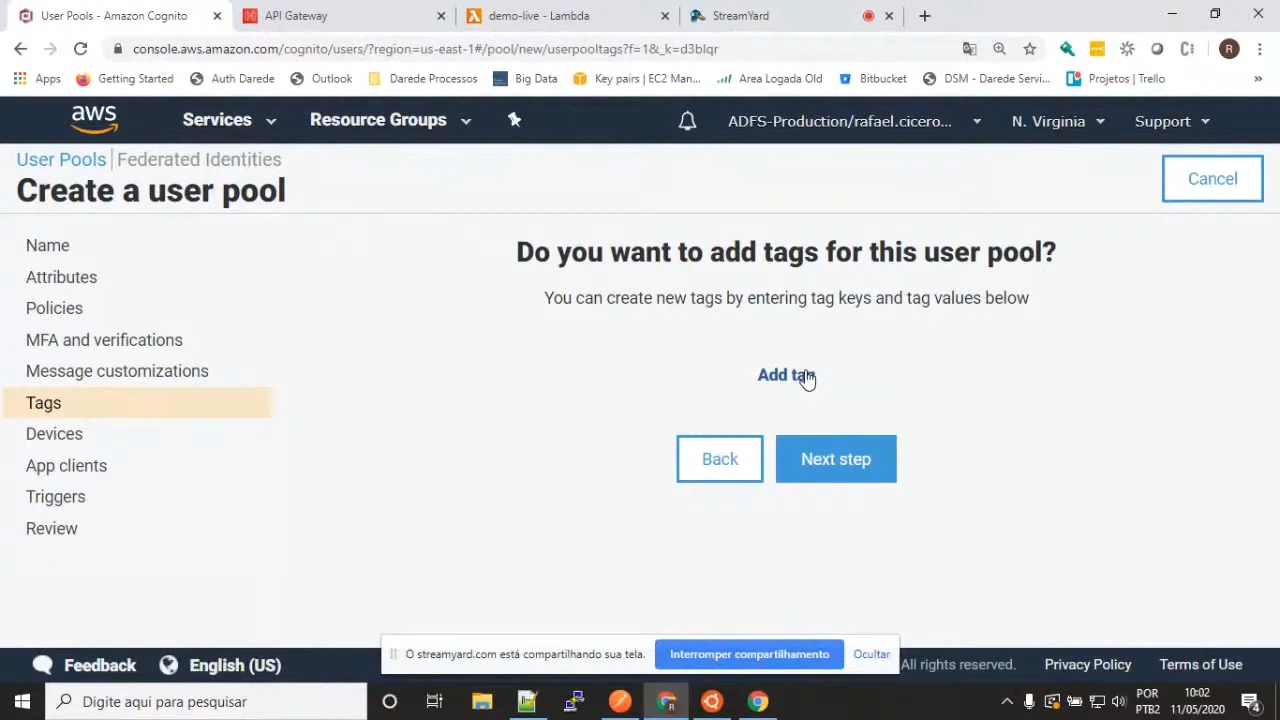 User Pools - Amazon Cognito
API Gateway
demo-live - Lambda
StreamYard
console.aws.amazon.com/cognito/users/?region=us-east-1#/pool/new/userpooltags?f=1&_k=d3blqr
R
Apps
Getting Started
Auth Darede
Outlook
Darede Processos
Big Data
Key pairs | EC2 Man...
Area Logada Old
Bitbucket
DSM - Darede Servi...
Projetos | Trello
»
aws
Services
Resource Groups
ADFS-Production/rafael.cicero...
N. Virginia
Support
User Pools
Federated Identities
Create a user pool
Cancel
Name
Attributes
Policies
MFA and verifications
Message customizations
Tags
Devices
App clients
Triggers
Review
Do you want to add tags for this user pool?
You can create new tags by entering tag keys and tag values below
Add tag
Back
Next step
O streamyard.com está compartilhando sua tela.
Interromper compartilhamento
Ocultar
Feedback
English (US)
All rights reserved.
Privacy Policy
Terms of Use
Digite aqui para pesquisar
POR
PTB2
10:02
11/05/2020
4